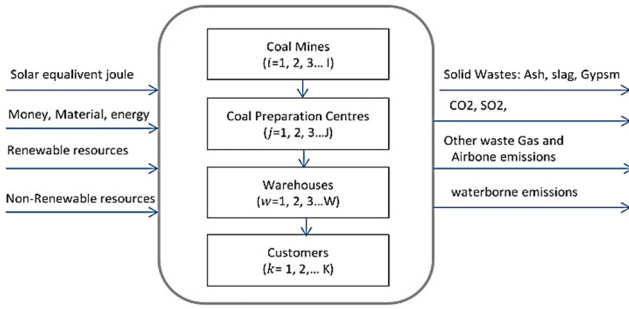 Solar equalivent joule
Money, Material, energy
Renewable resources
Non-Renewable resources
Coal Mines
(i=1, 2, 3... I)
Coal Preparation Centres
(j=1, 2, 3...J)
Warehouses
(w=1, 2, 3...W)
Customers
(k= 1, 2,... K)
Solid Wastes: Ash, slag, Gypsm
CO2, SO2,
Other waste Gas and
Airbone emissions
waterborne emissions